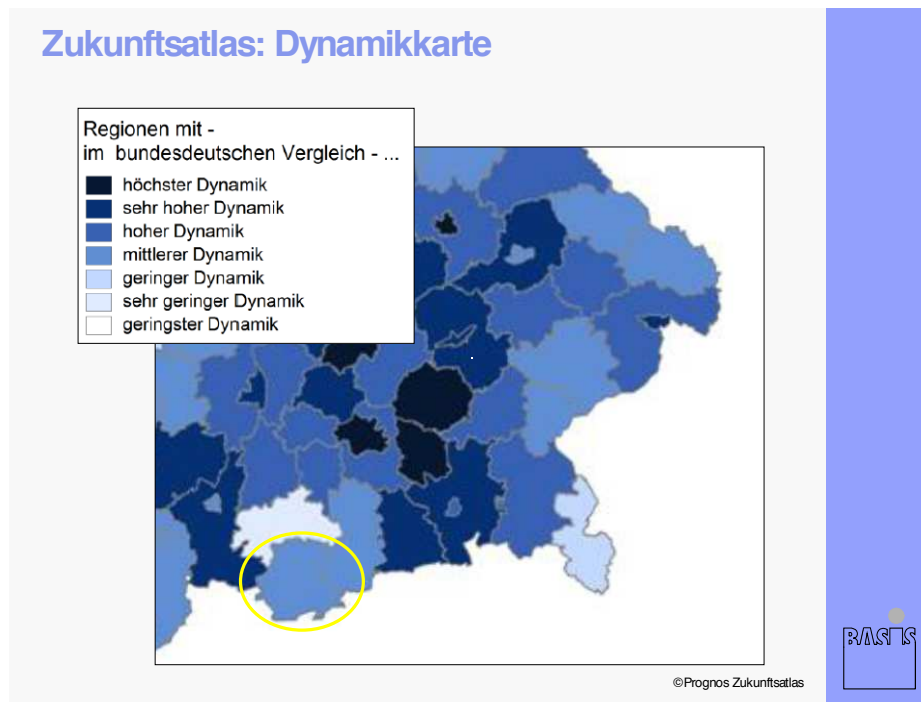 Zukunftsatlas: Dynamikkarte
Regionen mit -
im bundesdeutschen Vergleich - ...
höchster Dynamik
sehr hoher Dynamik
hoher Dynamik
mittlerer Dynamik
geringer Dynamik
sehr geringer Dynamik
geringster Dynamik
BASIS
©Prognos Zukunftsatlas